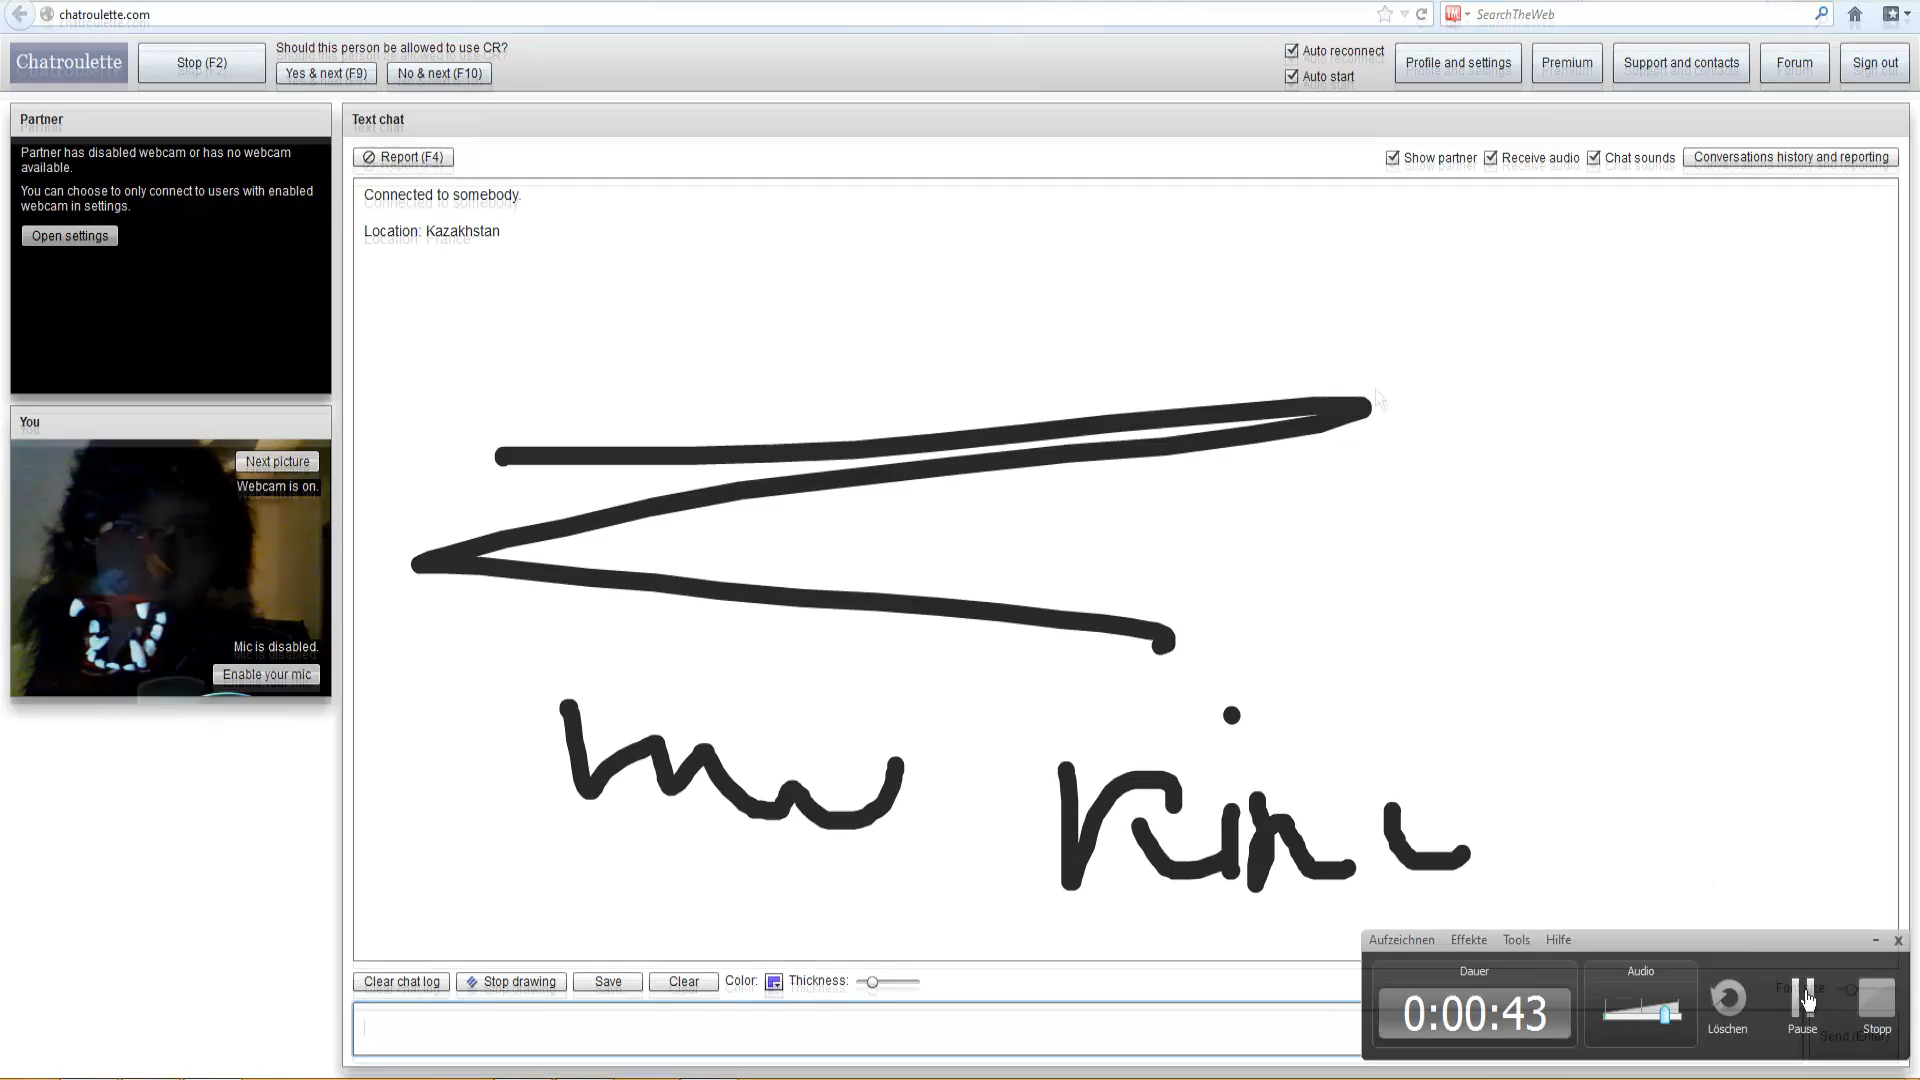 chatroulette.com
SearchTheWeb
Chatroulette
Stop (F2)
Should this person be allowed to use CR?
Yes & next (F9)
No & next (F10)
Auto reconnect
Auto start
Profile and settings
Premium
Support and contacts
Forum
Sign out
Partner
Partner has disabled webcam or has no webcam
available.
You can choose to only connect to users with enabled
webcam in settings.
Open settings
You
Next picture
Webcam is on.
Mic is disabled.
Enable your mic
Text chat
Report (F4)
Show partner
Receive audio
Chat sounds
Conversations history and reporting
Connected to somebody.
Location: Kazakhstan
Clear chat log
Stop drawing
Save
Clear
Color:
Thickness:
Aufzeichnen Effekte Tools Hilfe
Dauer
0:00:43
Audio
Löschen
Pause
Stopp
Send (Enter)